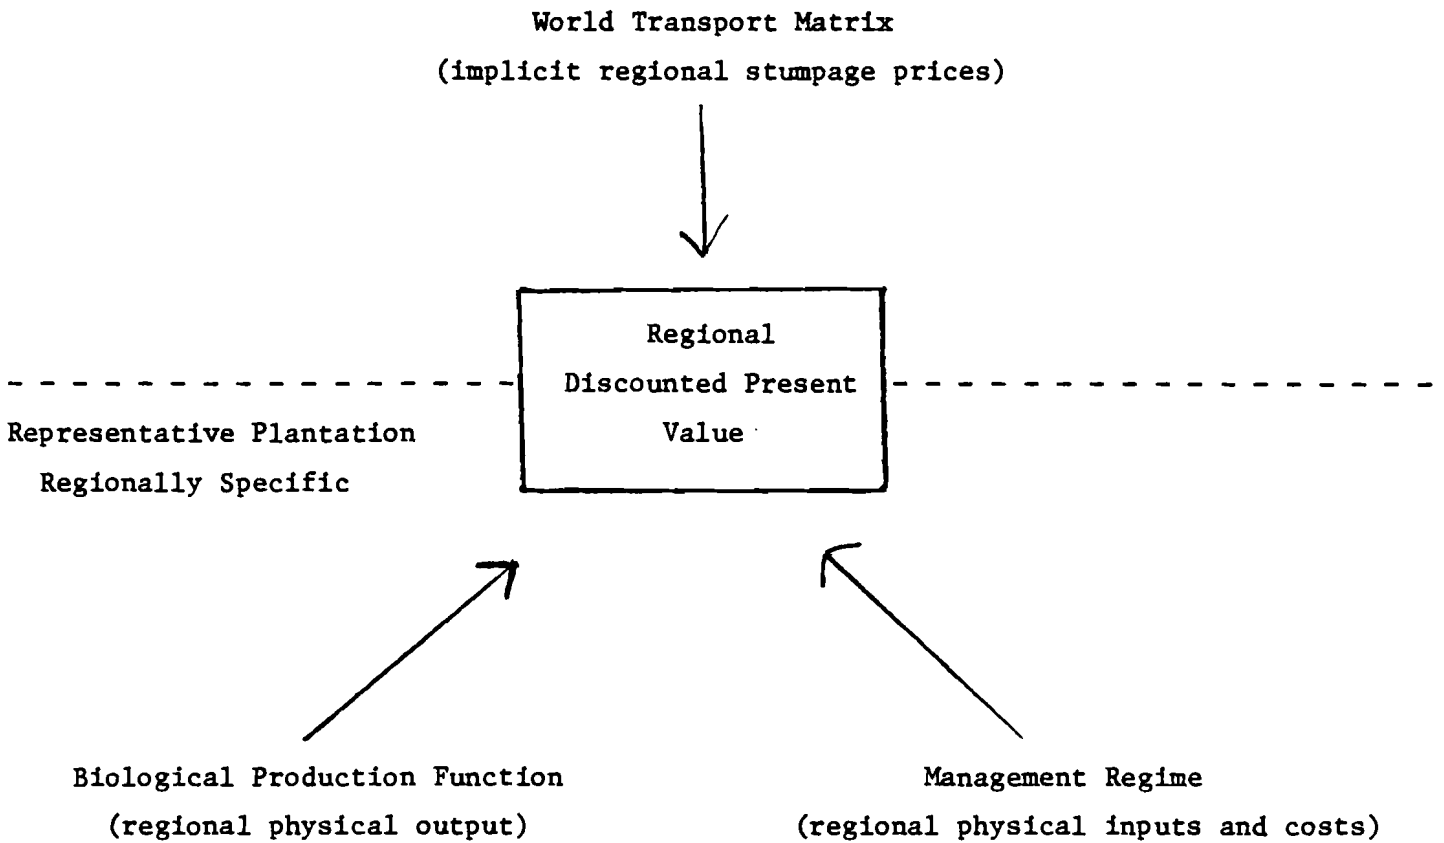 World Transport Matrix
(implicit regional stumpage prices)
Regional
Discounted Present
Value
Representative Plantation
Regionally Specific
Biological Production Function
(regional physical output)
Management Regime
(regional physical inputs and costs)